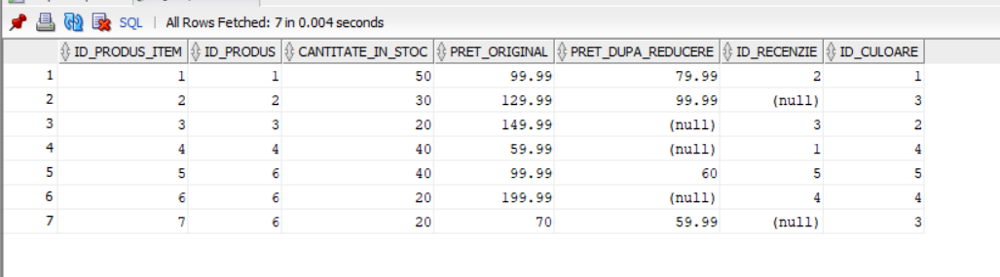 SQL | All Rows Fetched: 7 in 0.004 seconds
ID_PRODUS_ITEM ID_PRODUS CANTITATE_IN_STOC PRET_ORIGINAL PRET_DUPA_REDUCERE ID_RECENZIE ID_CULOARE
1 1 1 50 99.99 79.99 2 1
2 2 2 30 129.99 99.99 (null) 3
3 3 3 20 149.99 (null) 3 2
4 4 4 40 59.99 (null) 1 4
5 5 6 40 99.99 60 5 5
6 6 6 20 199.99 (null) 4 4
7 7 6 20 70 59.99 (null) 3